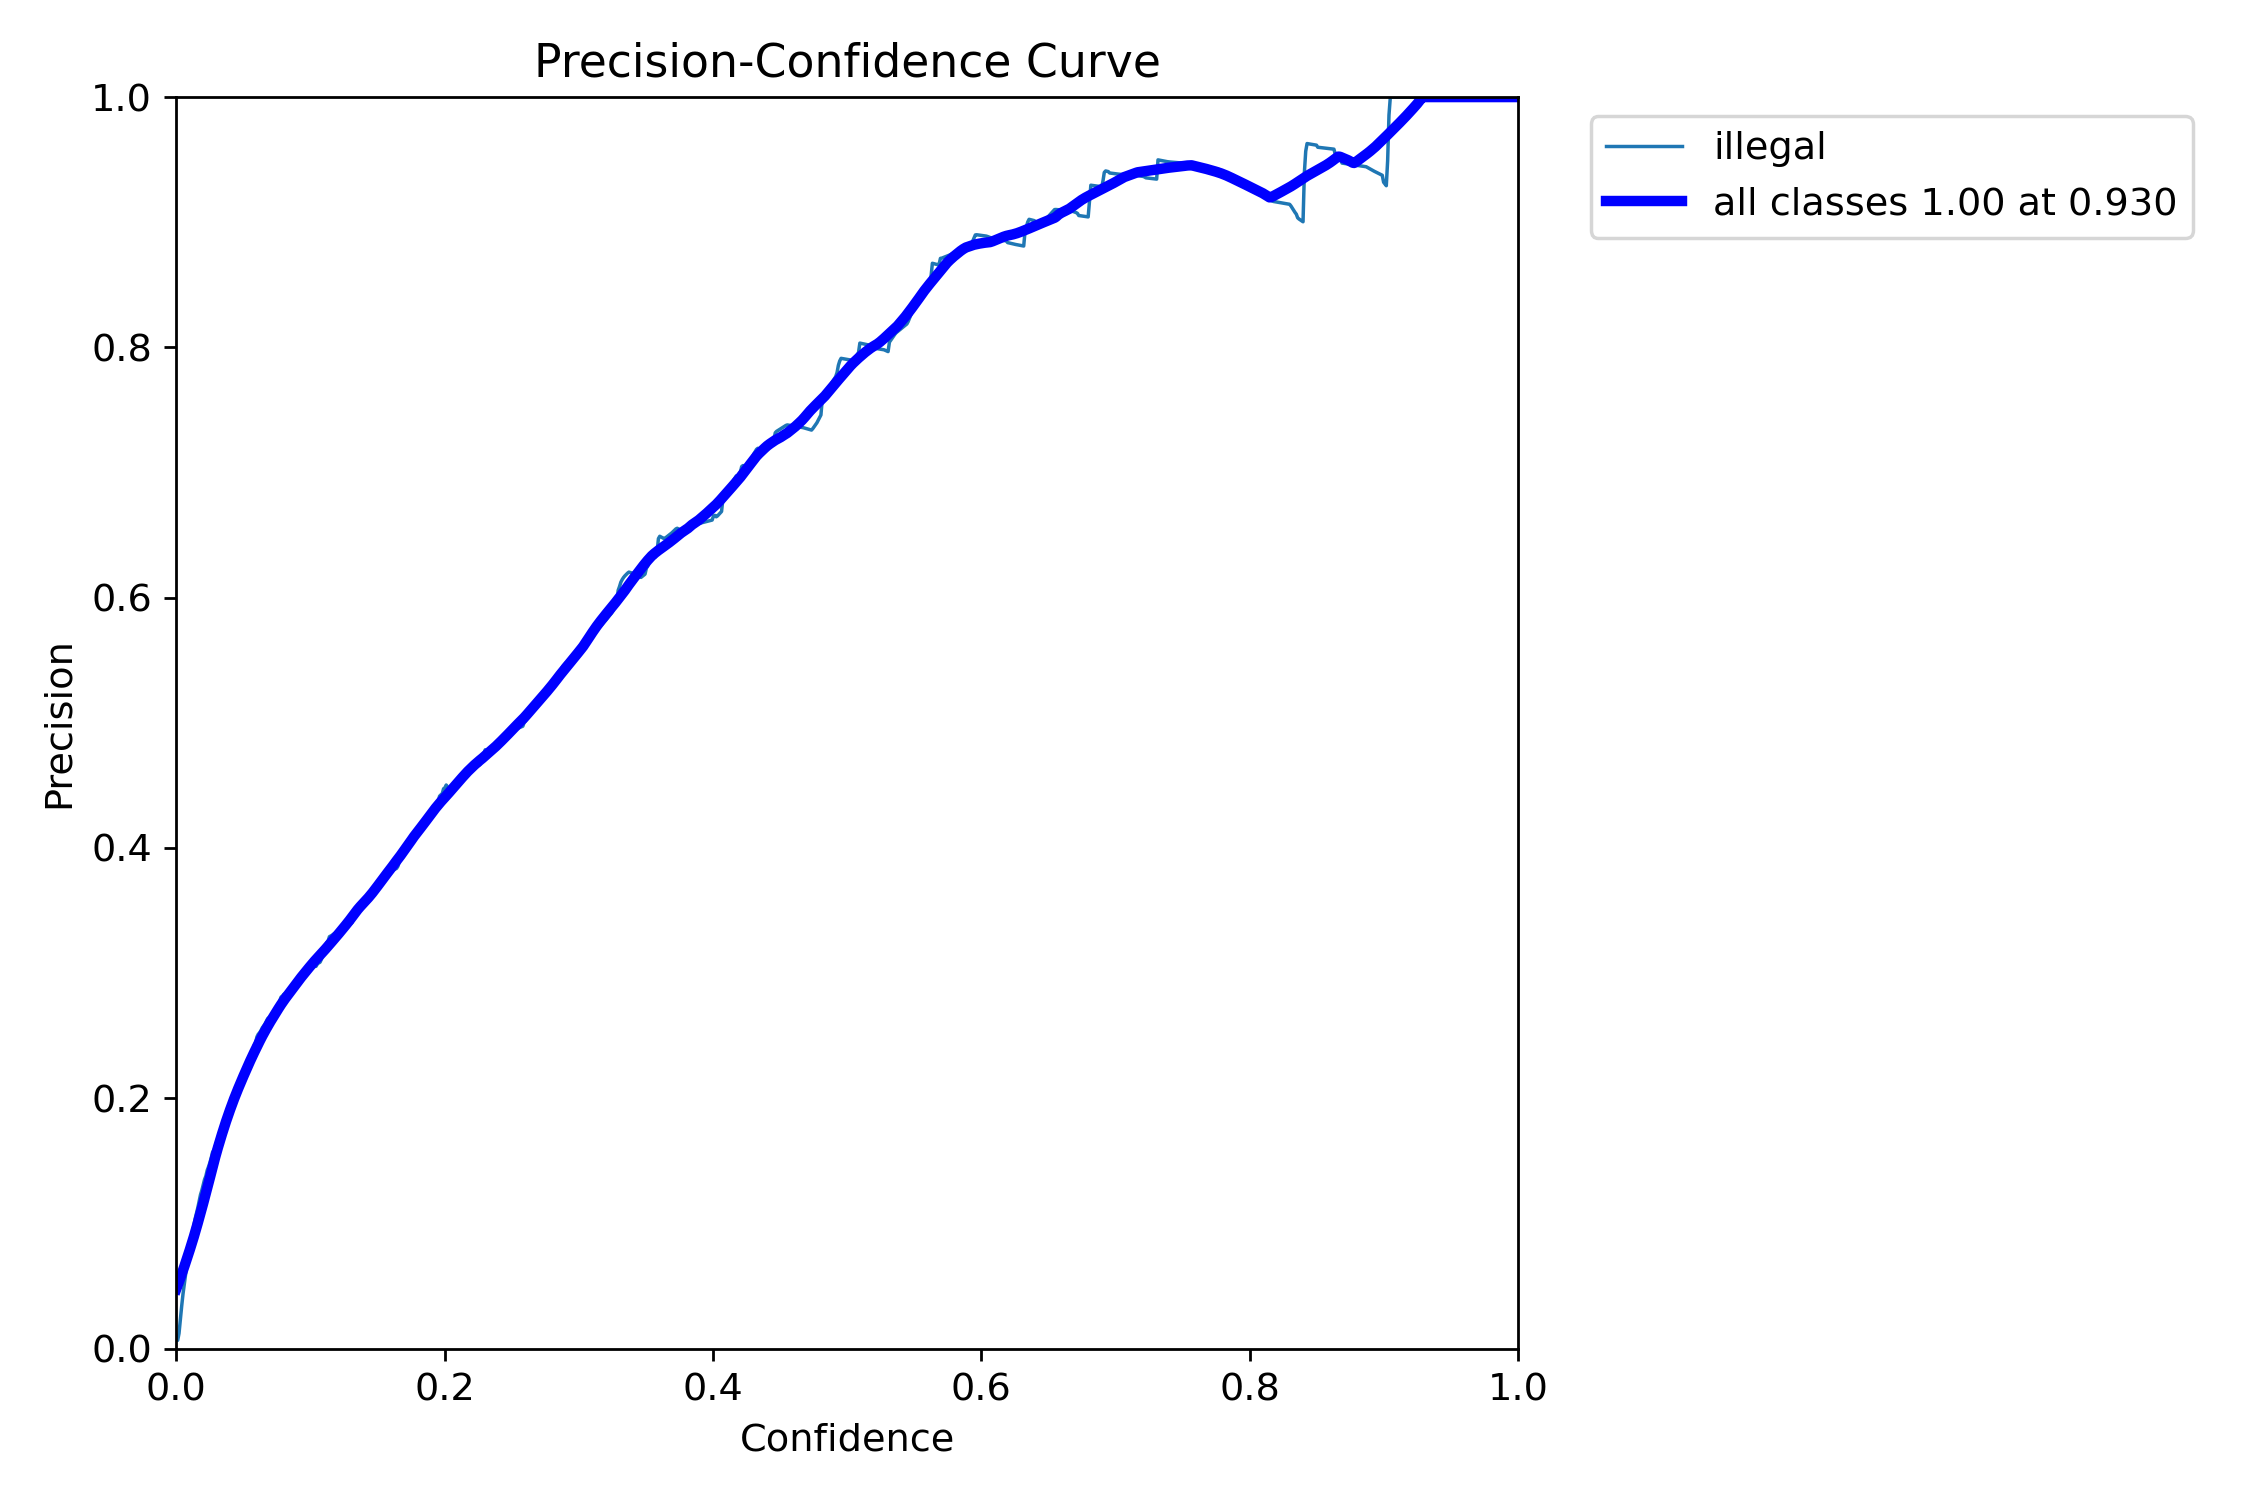 Precision-Confidence Curve
1.0
0.8
0.6
0.4
0.2
0.0
Precision
0.0 0.2 0.4 0.6 0.8 1.0
Confidence
illegal
all classes 1.00 at 0.930